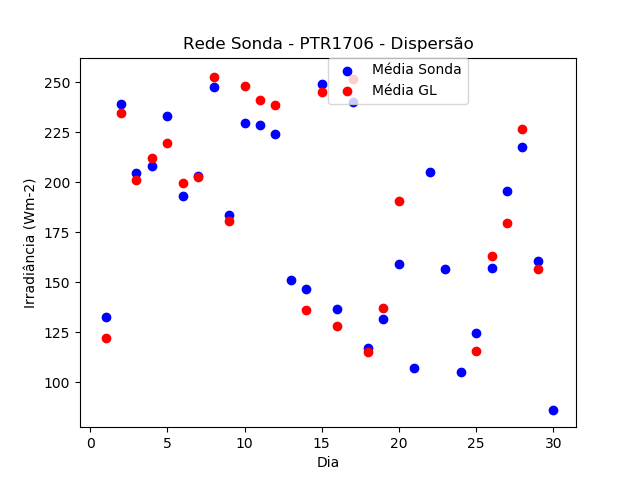 Rede Sonda - PTR1706 - Dispersão
Média Sonda
Média GL
Irradiância (Wm-2)
250
225
200
175
150
125
100
0 5 10 15 20 25 30
Dia